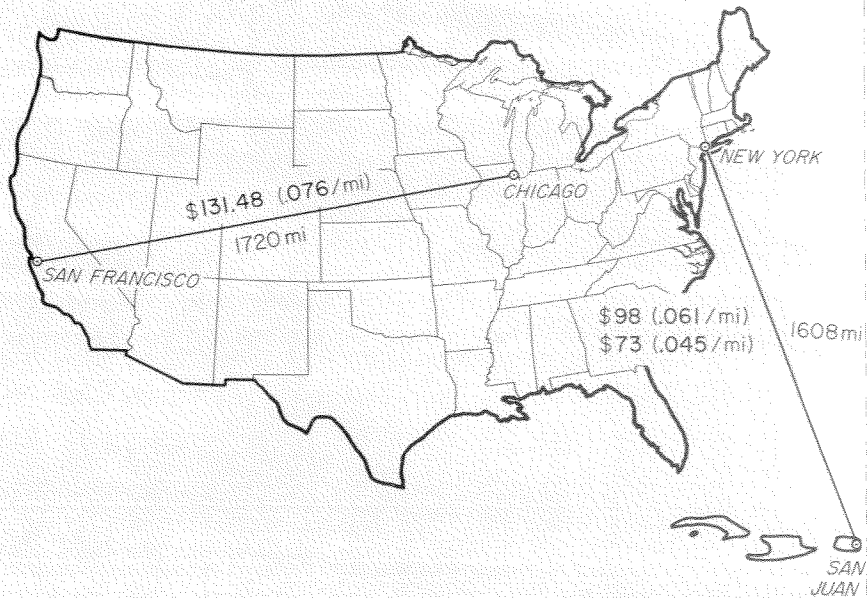 NEW YORK
$131.48 (.076/mi)
CHICAGO
1720 mi
SAN FRANCISCO
$98 (.061/mi)
$73 (.045/mi)
1608 mi
SAN
JUAN